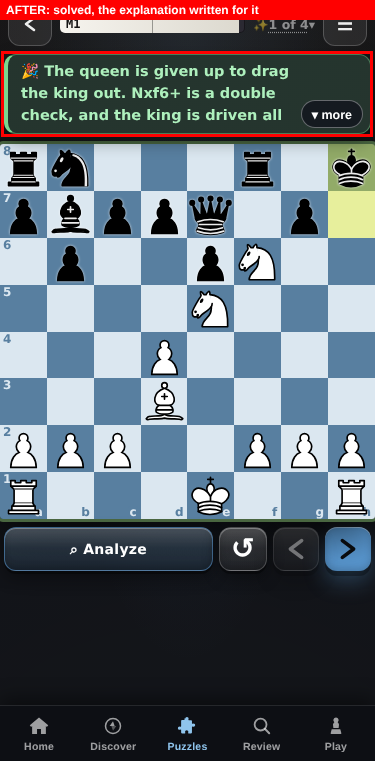 AFTER: solved, the explanation written for it
M1
✨1 of 4▾
🎉 The queen is given up to drag
the king out. Nxf6+ is a double
check, and the king is driven all
▾ more
8
7
6
5
4
3
2
1
b
c
d
e
f
g
⌕ Analyze
↺
Home
Discover
Puzzles
Review
Play